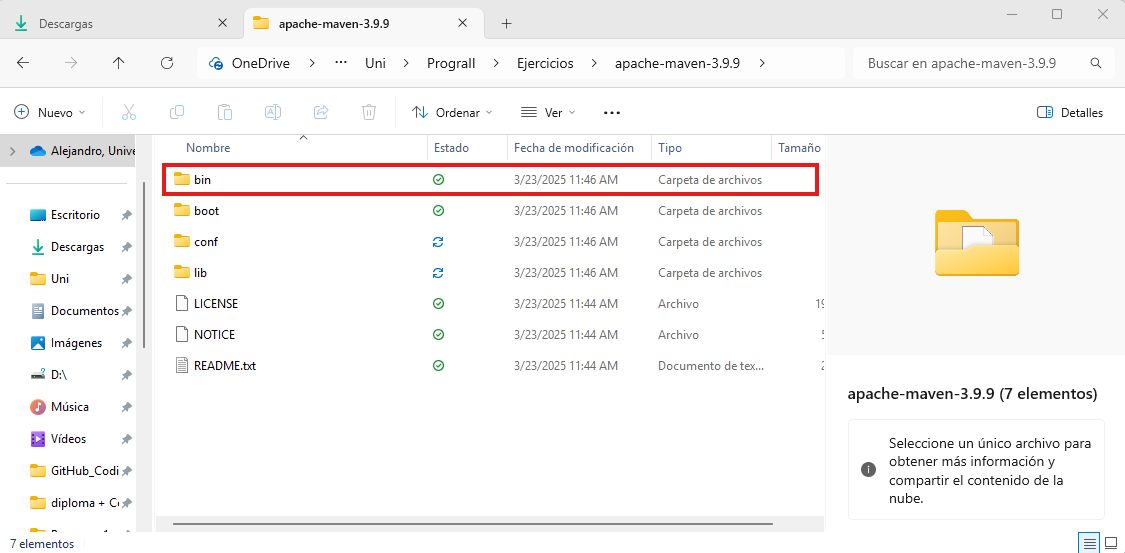 Descargas
apache-maven-3.9.9
OneDrive
Uni
PrograII
Ejercicios
apache-maven-3.9.9
Buscar en apache-maven-3.9.9
Nuevo
Ordenar
Ver
Detalles
Alejandro, Unive
Escritorio
Descargas
Uni
Documentos
Imágenes
D:\
Música
Vídeos
GitHub_Codi
diploma + C
Nombre Estado Fecha de modificación Tipo Tamaño
bin 3/23/2025 11:46 AM Carpeta de archivos
boot 3/23/2025 11:46 AM Carpeta de archivos
conf 3/23/2025 11:46 AM Carpeta de archivos
lib 3/23/2025 11:46 AM Carpeta de archivos
LICENSE 3/23/2025 11:44 AM Archivo
NOTICE 3/23/2025 11:44 AM Archivo
README.txt 3/23/2025 11:44 AM Documento de tex...
apache-maven-3.9.9 (7 elementos)
Seleccione un único archivo para
obtener más información y
compartir el contenido de la
nube.
7 elementos